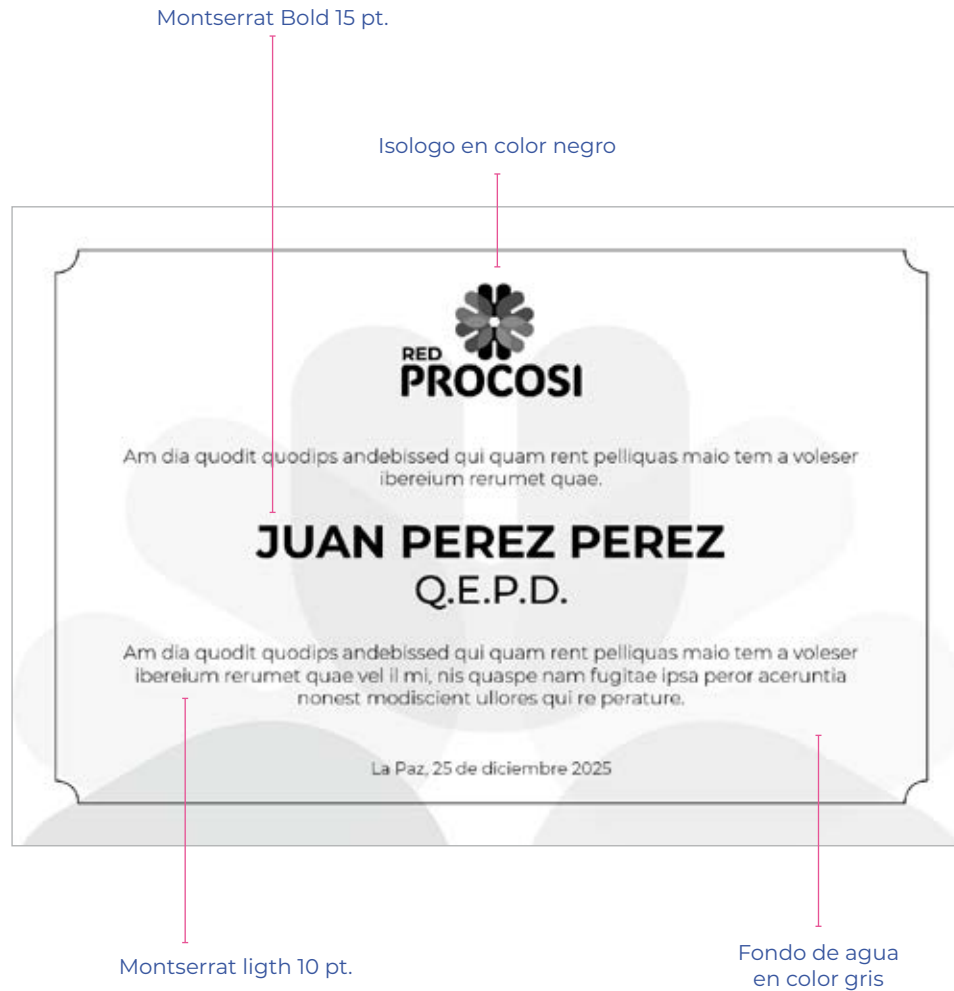 Montserrat Bold 15 pt.
Isologo en color negro
RED
PROCOSI
Am dia quodit quodips andebissed qui quam rent pelliquas maio tem a voleser
ibereium rerumet quae.
JUAN PEREZ PEREZ
Q.E.P.D.
Am dia quodit quodips andebissed qui quam rent pelliquas maio tem a voleser
ibereium rerumet quae vel il mi, nis quaspe nam fugitae ipsa peror aceruntia
nonest modiscient ullores qui re perature.
La Paz, 25 de diciembre 2025
Montserrat ligth 10 pt.
Fondo de agua
en color gris